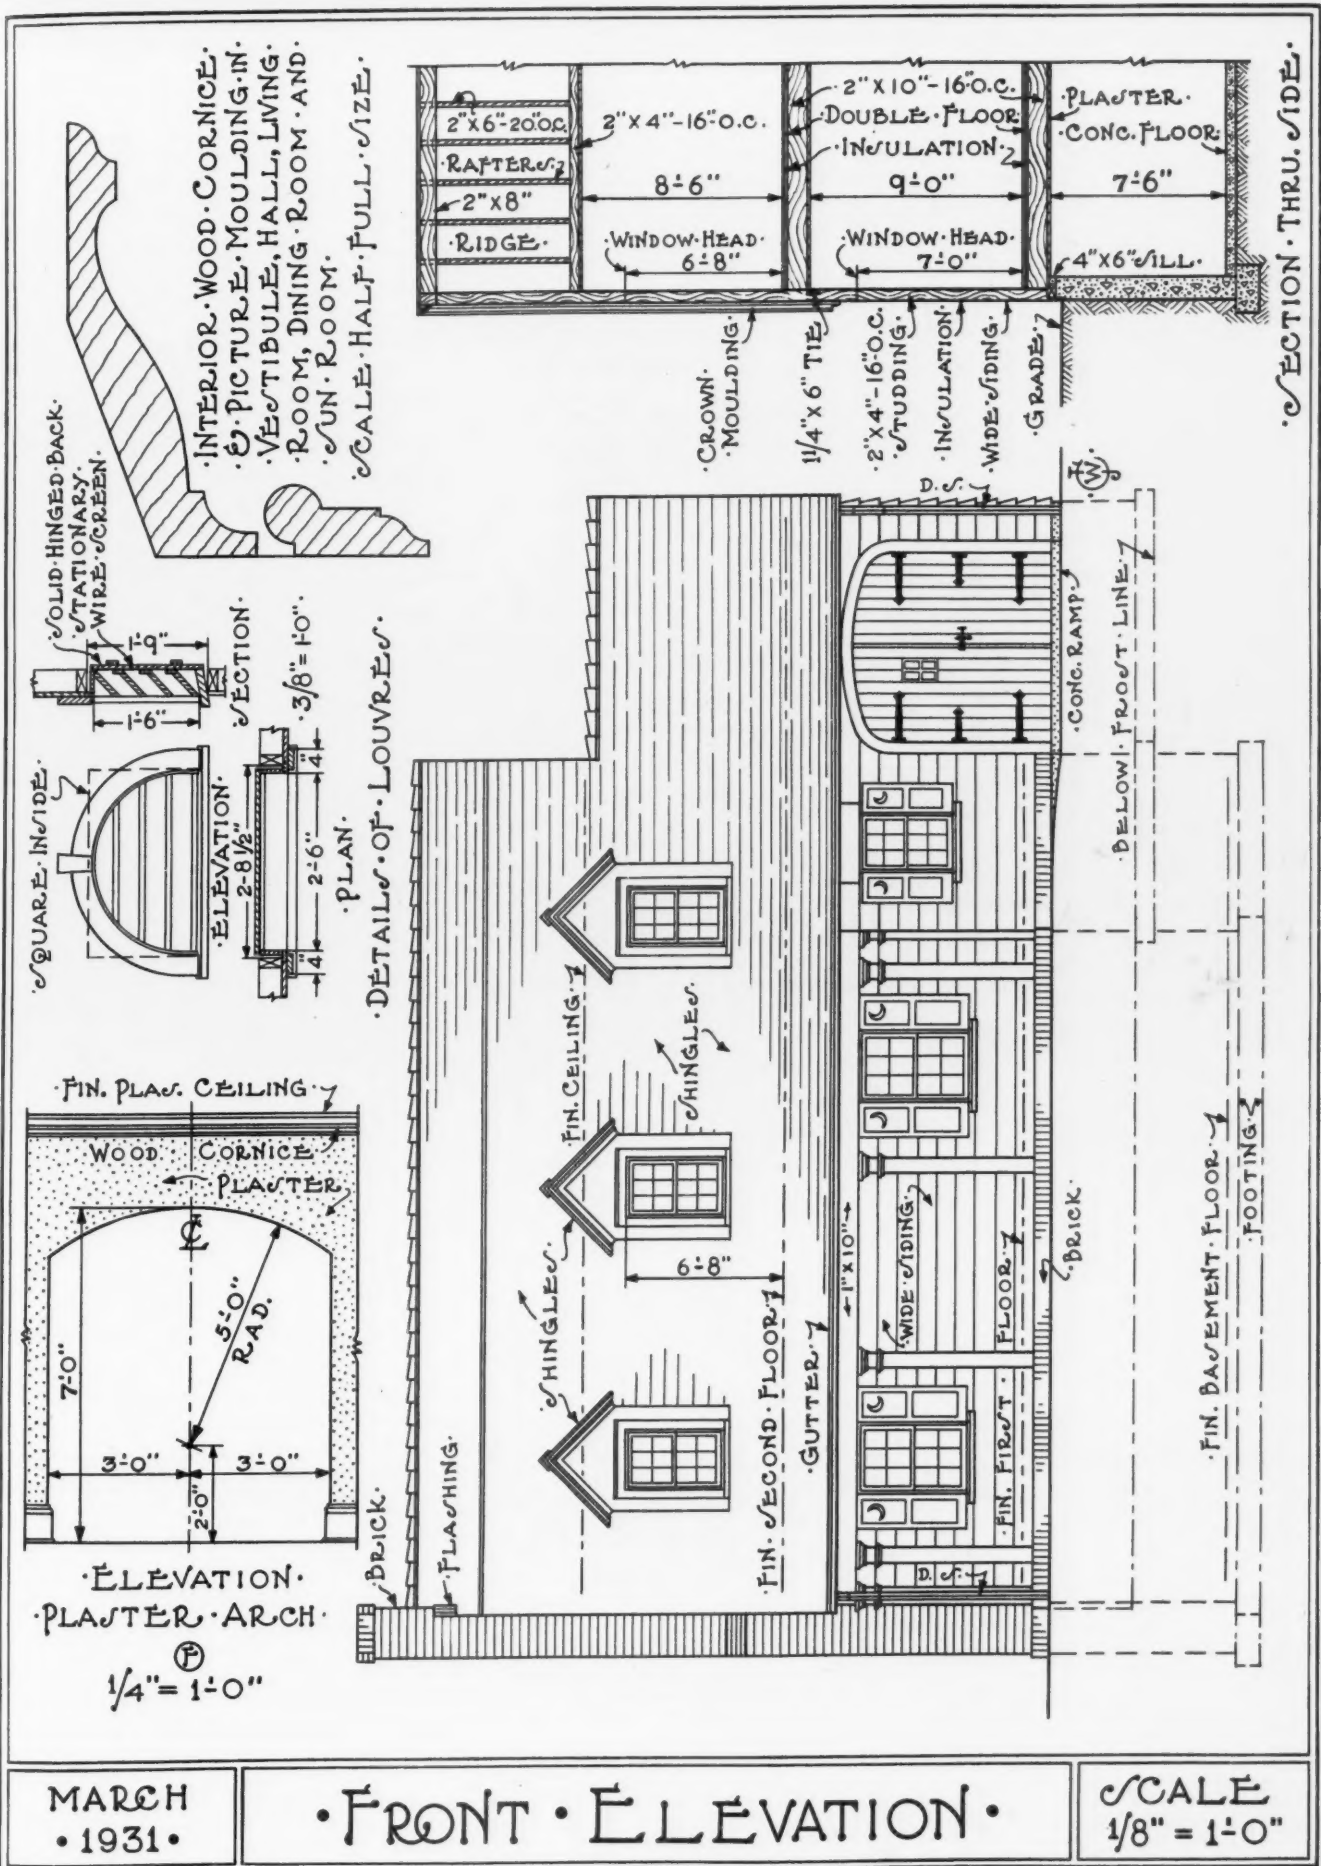 ·INTERIOR·WOOD·CORNICE·
·&·PICTURE·MOULDING·IN·
·VESTIBULE, HALL, LIVING·
·ROOM, DINING·ROOM·AND·
·SUN·ROOM·
·SCALE·HALF·FULL·SIZE·
·SOLID·HINGED·BACK·
·STATIONARY·
·WIRE·SCREEN·
1'-9"
1'-6"
·SECTION·
·3/8"=1'-0"·
·SQUARE·INSIDE·
·ELEVATION·
2'-8 1/2"
4"
2'-6"
4"
·PLAN·
·DETAILS·OF·LOUVRES·
2"X6"-20"O.C.
·RAFTERS·
2"X8"
·RIDGE·
2"X4"-16"O.C.
8'-6"
·WINDOW·HEAD·
6'-8"
2"X10"-16"O.C.
·DOUBLE·FLOOR
·INSULATION·
9'-0"
WINDOW·HEAD·
7'-0"
·PLASTER·
CONC. FLOOR
7'-6"
4"X6" SILL·
·CROWN·
·MOULDING·
1 1/4"X6" TIE
·2"X4"-16"O.C.
·STUDDING·
·INSULATION·
·WIDE·SIDING·
·GRADE·
·SECTION·THRU. SIDE·
·FIN. PLAS. CEILING·
WOOD·CORNICE
PLASTER
CL
7'-0"
5'-0"
RAD.
3'-0"
3'-0"
2'-0"
·ELEVATION·
·PLASTER·ARCH·
1/4"=1'-0"
·BRICK·
·FLASHING·
·SHINGLES·
·FIN. CEILING·
·SHINGLES·
6'-8"
·FIN. SECOND FLOOR·
·GUTTER·
1"X10"
·WIDE·SIDING·
·FIN. FIRST·FLOOR·
D. S.
D. S.
·BRICK·
·CONC. RAMP·
·BELOW·FROST·LINE·
·FIN. BASEMENT·FLOOR·
·FOOTING·
MARCH
·1931·
·FRONT·ELEVATION·
SCALE
1/8"=1'-0"